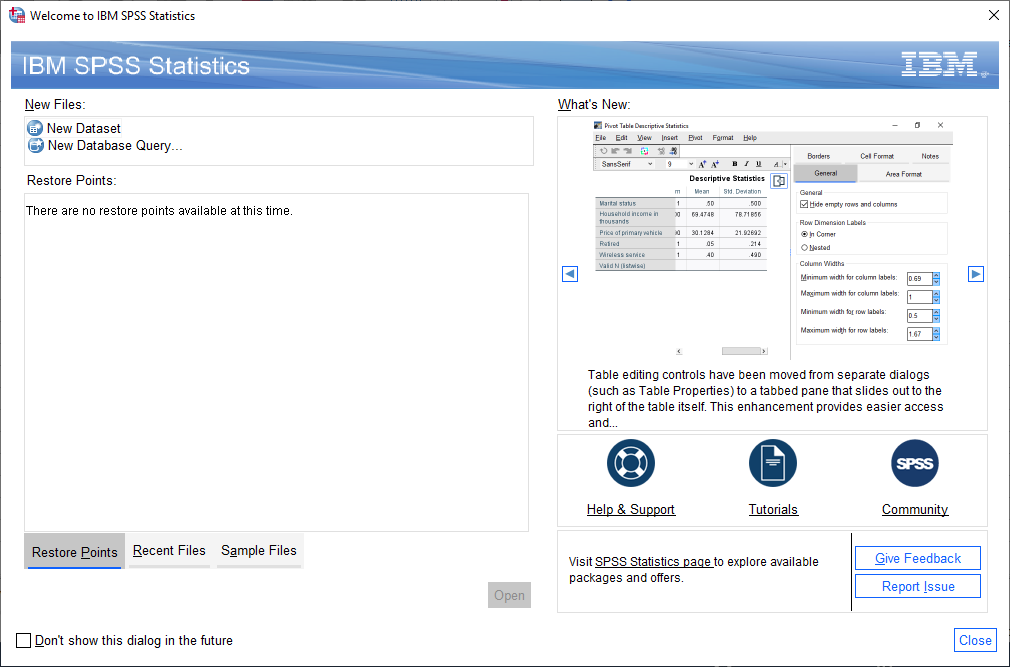 Welcome to IBM SPSS Statistics
IBM SPSS Statistics
IBM
New Files:
New Dataset
New Database Query...
Restore Points:
There are no restore points available at this time.
Restore Points
Recent Files
Sample Files
Open
Don't show this dialog in the future
What's New:
Pivot Table Descriptive Statistics
File Edit View Insert Pivot Format Help
SansSerif 9 B I U A
Descriptive Statistics
m Mean Std. Deviation
Marital status 1 .50 .500
Household income in
thousands 00 69.4748 78.71856
Price of primary vehicle 30.1284 21.92692
Retired 1 .05 .214
Wireless service 1 .40 .490
Valid N (listwise)
Borders Cell Format Notes
General Area Format
General
Hide empty rows and columns
Row Dimension Labels
In Corner
Nested
Column Widths
Minimum width for column labels: 0.69
Maximum width for column labels: 1
Minimum width for row labels: 0.5
Maximum width for row labels: 1.67
Table editing controls have been moved from separate dialogs
(such as Table Properties) to a tabbed pane that slides out to the
right of the table itself. This enhancement provides easier access
and...
SPSS
Help & Support
Tutorials
Community
Visit SPSS Statistics page to explore available
packages and offers.
Give Feedback
Report Issue
Close